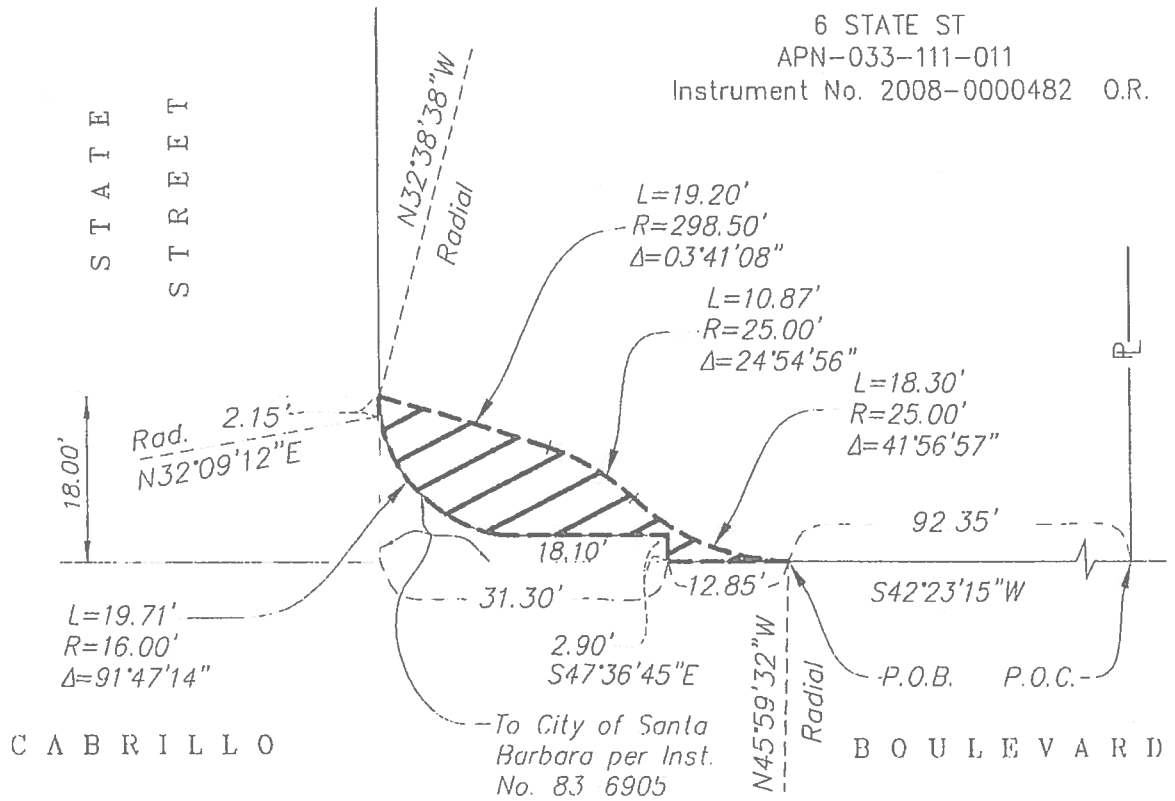 6 STATE ST
APN-033-111-011
Instrument No. 2008-0000482 O.R.
STATE
STREET
N32°38'38"W
Radial
L=19.20'
R=298.50'
Δ=03°41'08"
L=10.87'
R=25.00'
Δ=24°54'56"
L=18.30'
R=25.00'
Δ=41°56'57"
PL
18.00'
Rad. 2.15'
N32°09'12"E
92.35'
18.10'
31.30'
12.85'
S42°23'15"W
L=19.71'
R=16.00'
Δ=91°47'14"
2.90'
S47°36'45"E
N45°59'32"W
Radial
P.O.B. P.O.C.
To City of Santa
Barbara per Inst.
No. 83 6905
CABRILLO BOULEVARD